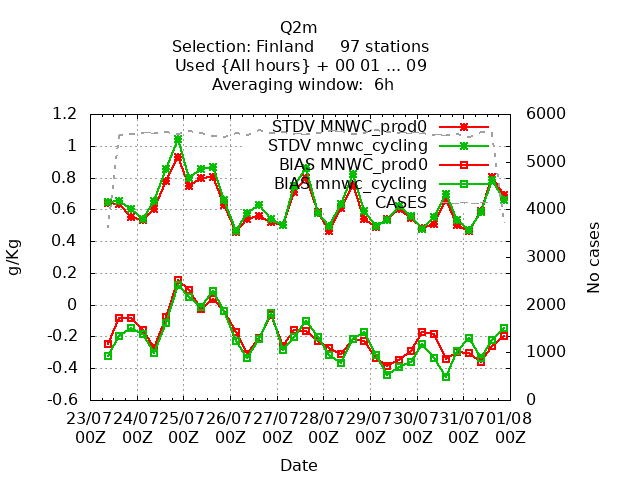 Q2m
Selection: Finland     97 stations
Used {All hours} + 00 01 ... 09
Averaging window:  6h
1.2
1
0.8
0.6
0.4
0.2
0
-0.2
-0.4
-0.6
6000
5000
4000
3000
2000
1000
0
STDV MNWC_prod0
STDV mnwc_cycling
BIAS MNWC_prod0
BIAS mnwc_cycling
CASES
g/Kg
No cases
23/07 24/07 25/07 26/07 27/07 28/07 29/07 30/07 31/07 01/08
00Z 00Z 00Z 00Z 00Z 00Z 00Z 00Z 00Z 00Z
Date